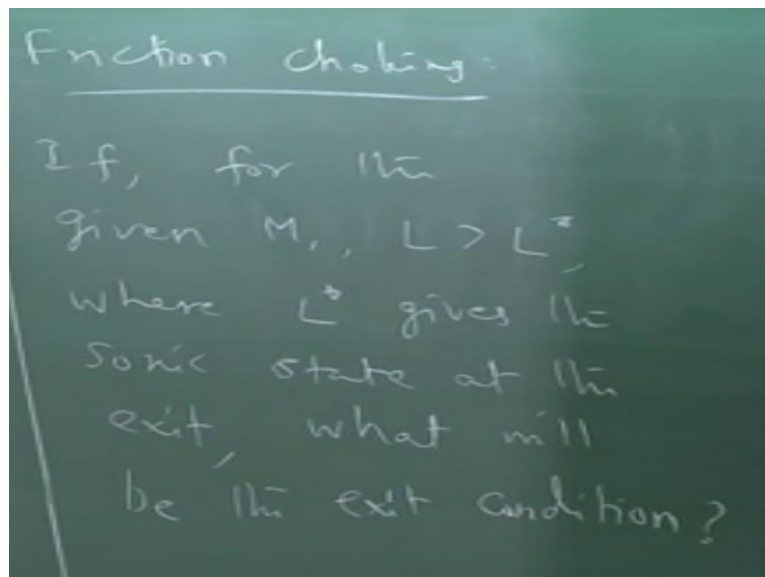 Friction choking:
If, for the
given M₁, L > L*,
where L* gives the
sonic state at the
exit, what will
be the exit condition?